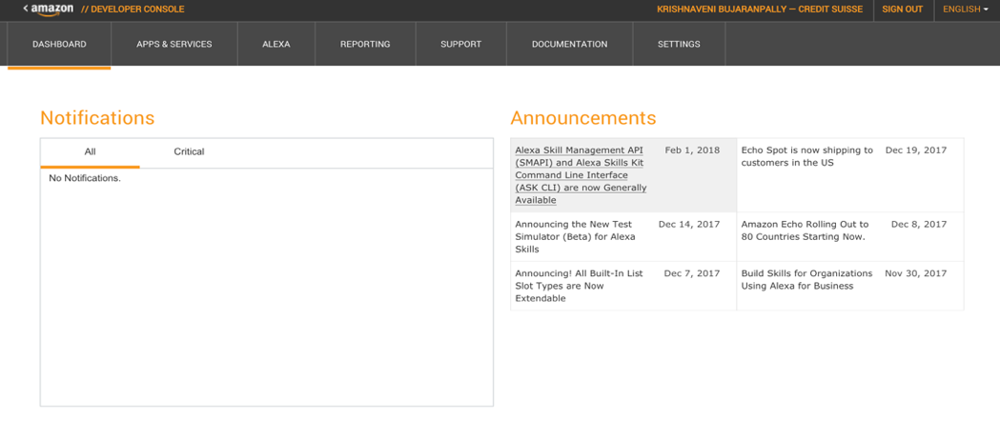 < amazon // DEVELOPER CONSOLE KRISHNAVENI BUJARANPALLY — CREDIT SUISSE SIGN OUT ENGLISH
DASHBOARD APPS & SERVICES ALEXA REPORTING SUPPORT DOCUMENTATION SETTINGS
Notifications
All Critical
No Notifications.
Announcements
Alexa Skill Management API Feb 1, 2018
(SMAPI) and Alexa Skills Kit
Command Line Interface
(ASK CLI) are now Generally
Available
Echo Spot is now shipping to Dec 19, 2017
customers in the US
Announcing the New Test Dec 14, 2017
Simulator (Beta) for Alexa
Skills
Amazon Echo Rolling Out to Dec 8, 2017
80 Countries Starting Now.
Announcing! All Built-In List Dec 7, 2017
Slot Types are Now
Extendable
Build Skills for Organizations Nov 30, 2017
Using Alexa for Business